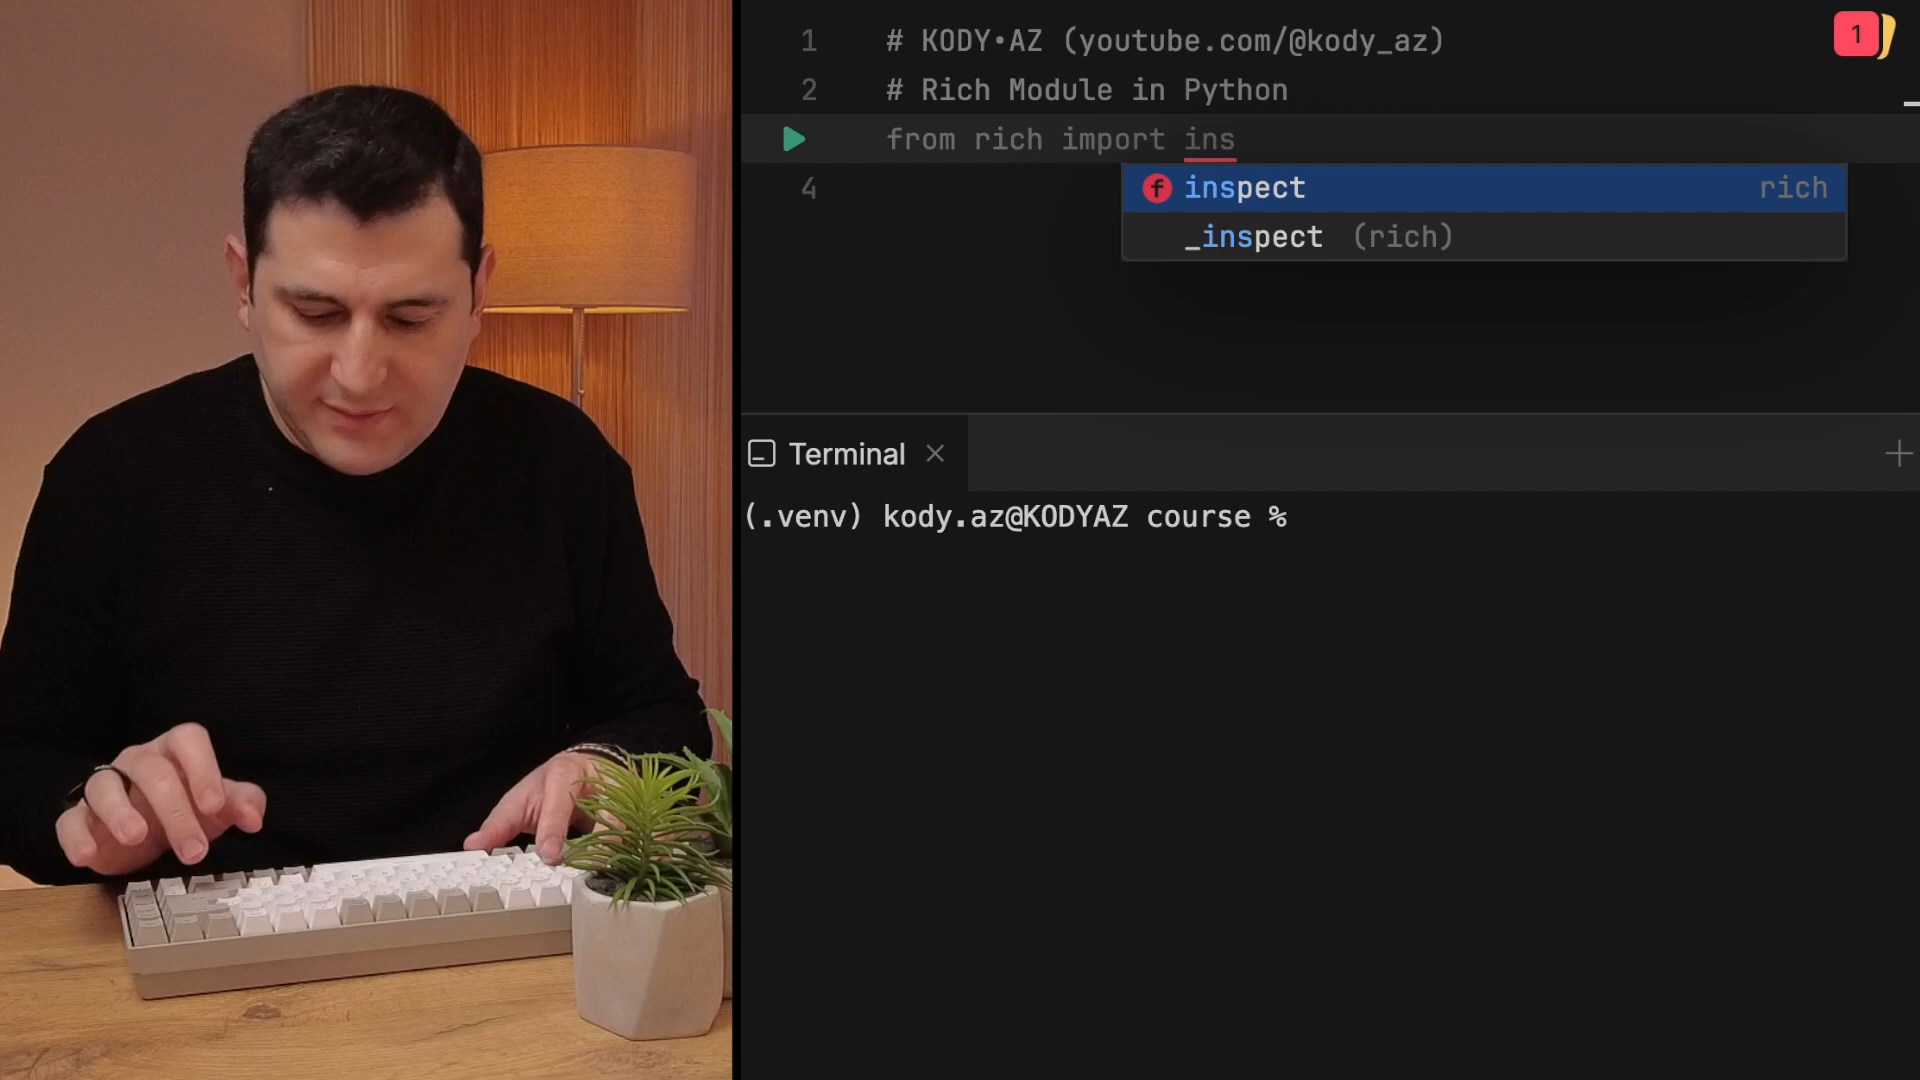 1 # KODY•AZ (youtube.com/@kody_az)
2 # Rich Module in Python
from rich import ins
4
f inspect rich
_inspect (rich)
1
Terminal
(.venv) kody.az@KODYAZ course %